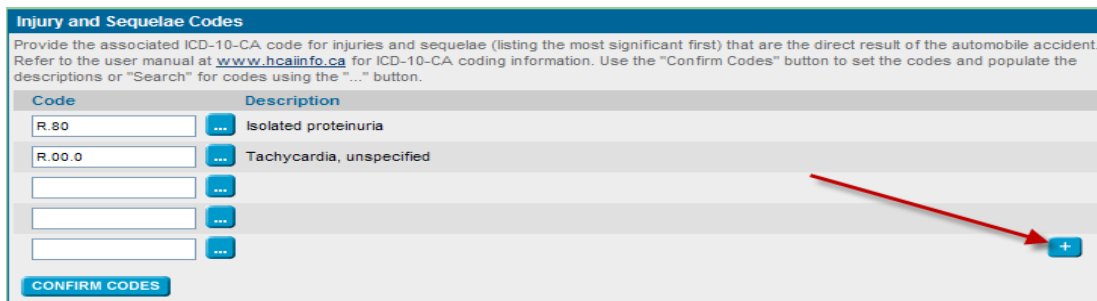 Injury and Sequelae Codes
Provide the associated ICD-10-CA code for injuries and sequelae (listing the most significant first) that are the direct result of the automobile accident.
Refer to the user manual at www.hcaiinfo.ca for ICD-10-CA coding information. Use the "Confirm Codes" button to set the codes and populate the
descriptions or "Search" for codes using the "..." button.
Code Description
R.80 ... Isolated proteinuria
R.00.0 ... Tachycardia, unspecified
...
...
... +
CONFIRM CODES